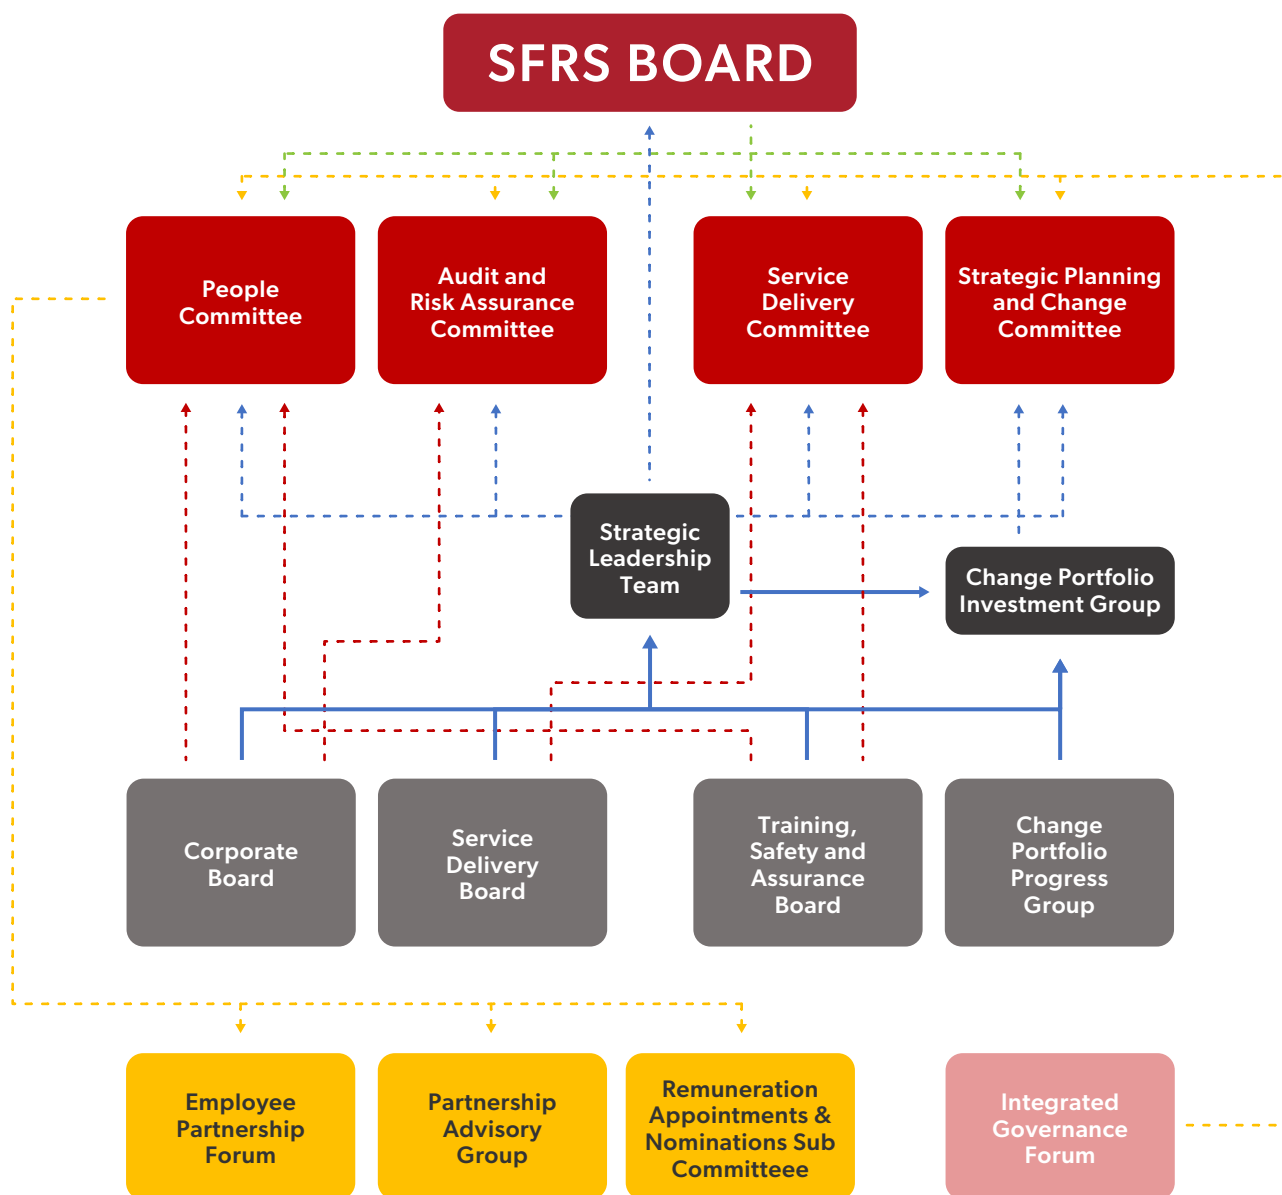 SFRS BOARD
People
Committee
Audit and
Risk Assurance
Committee
Service
Delivery
Committee
Strategic Planning
and Change
Committee
Strategic
Leadership
Team
Change Portfolio
Investment Group
Corporate
Board
Service
Delivery
Board
Training,
Safety and
Assurance
Board
Change
Portfolio
Progress
Group
Employee
Partnership
Forum
Partnership
Advisory
Group
Remuneration
Appointments &
Nominations Sub
Committeee
Integrated
Governance
Forum